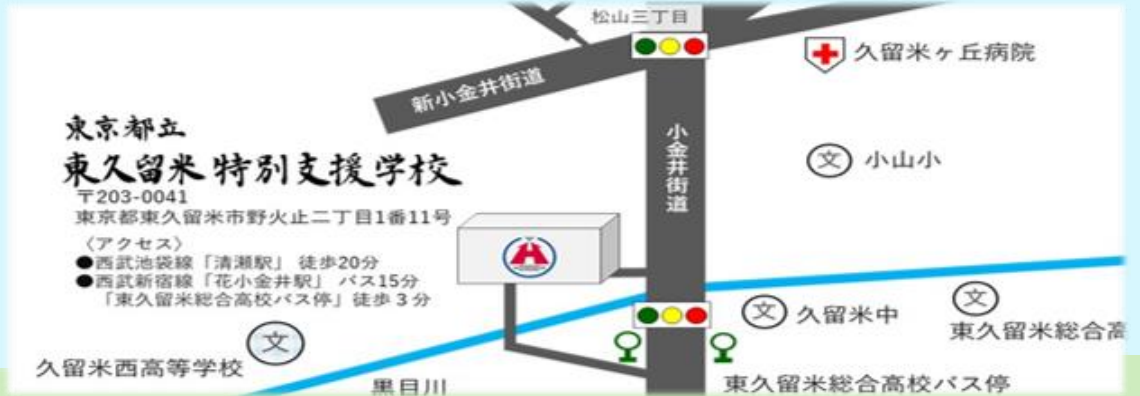 松山三丁目
久留米ヶ丘病院
新小金井街道
小金井街道
小山小
文
東京都立
東久留米特別支援学校
〒203-0041
東京都東久留米市野火止二丁目1番11号
〈アクセス〉
●西武池袋線「清瀬駅」 徒歩20分
●西武新宿線「花小金井駅」 バス15分
「東久留米総合高校バス停」徒歩３分
文
久留米西高等学校
黒目川
文
久留米中
文
東久留米総合高
東久留米総合高校バス停